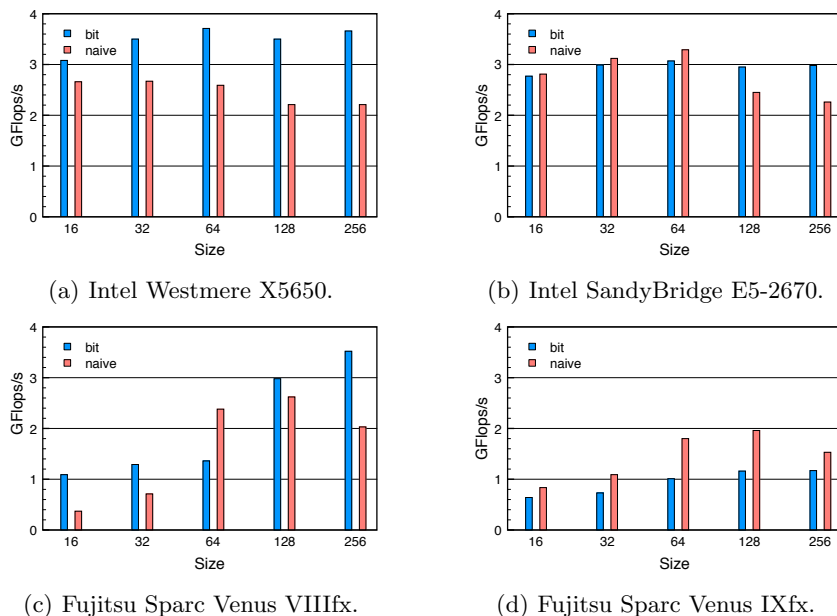 4
3
2
1
0
GFlops/s
bit
naive
16 32 64 128 256
Size
(a) Intel Westmere X5650.
4
3
2
1
0
GFlops/s
bit
naive
16 32 64 128 256
Size
(b) Intel SandyBridge E5-2670.
4
3
2
1
0
GFlops/s
bit
naive
16 32 64 128 256
Size
(c) Fujitsu Sparc Venus VIIIfx.
4
3
2
1
0
GFlops/s
bit
naive
16 32 64 128 256
Size
(d) Fujitsu Sparc Venus IXfx.